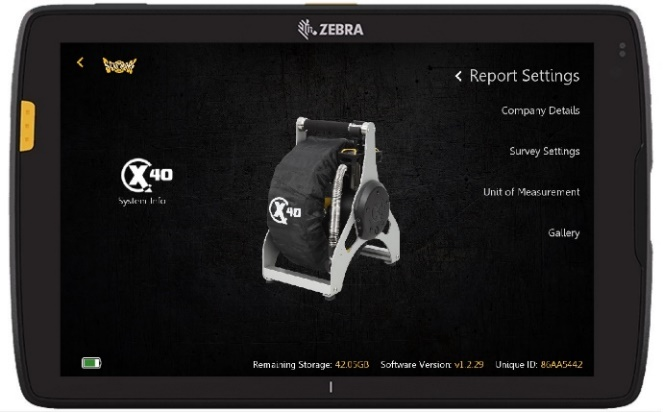 ZEBRA
Report Settings
Company Details
X40
System Info
Survey Settings
X40
Unit of Measurement
Gallery
Remaining Storage: 42.05GB Software Version: v1.2.29 Unique ID: 86AA5442